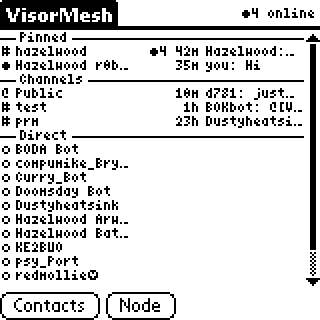 VisorMesh ●4 online
Pinned
# hazelwood ●4 42m Hazelwood:…
● Hazelwood r0b… 35m you: Hi
Channels
@ Public 10m d781: just…
# test 1h BOKbot: @[W…
# prm 23h Dustyheatsi…
Direct
○ BODA Bot
○ compumike_Bry…
○ Curry_Bot
○ Doomsday Bot
○ Dustyheatsink
○ Hazelwood Arw…
○ Hazelwood Bat…
○ KE2BUO
○ psy_Port
○ redmollie
Contacts Node